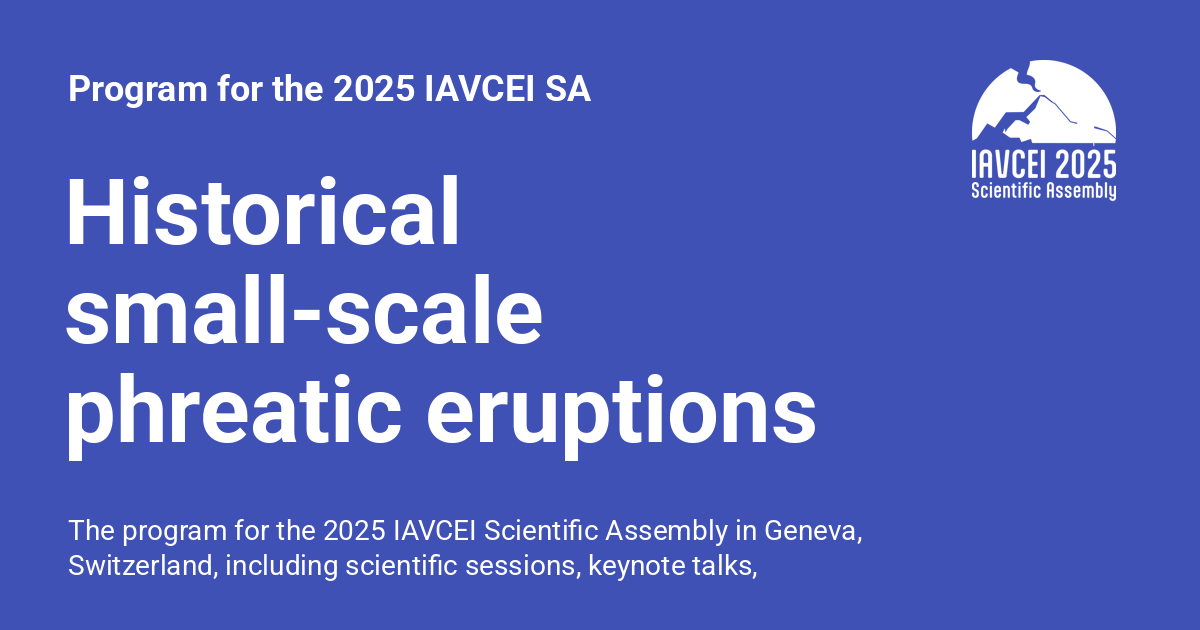 Program for the 2025 IAVCEI SA
IAVCEI 2025
Scientific Assembly
Historical
small-scale
phreatic eruptions
The program for the 2025 IAVCEI Scientific Assembly in Geneva,
Switzerland, including scientific sessions, keynote talks,